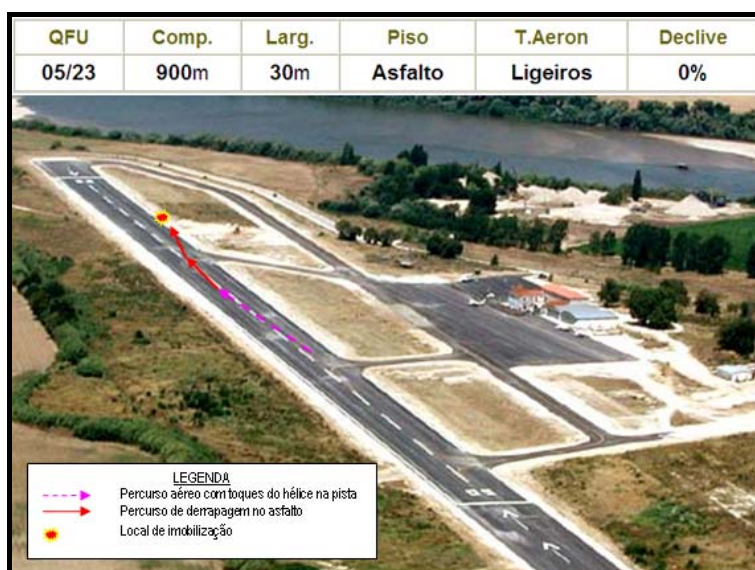 QFU Comp. Larg. Piso T.Aeron Declive
05/23 900m 30m Asfalto Ligeiros 0%
LEGENDA
Percurso aéreo com toques do hélice na pista
Percurso de derrapagem no asfalto
Local de imobilização